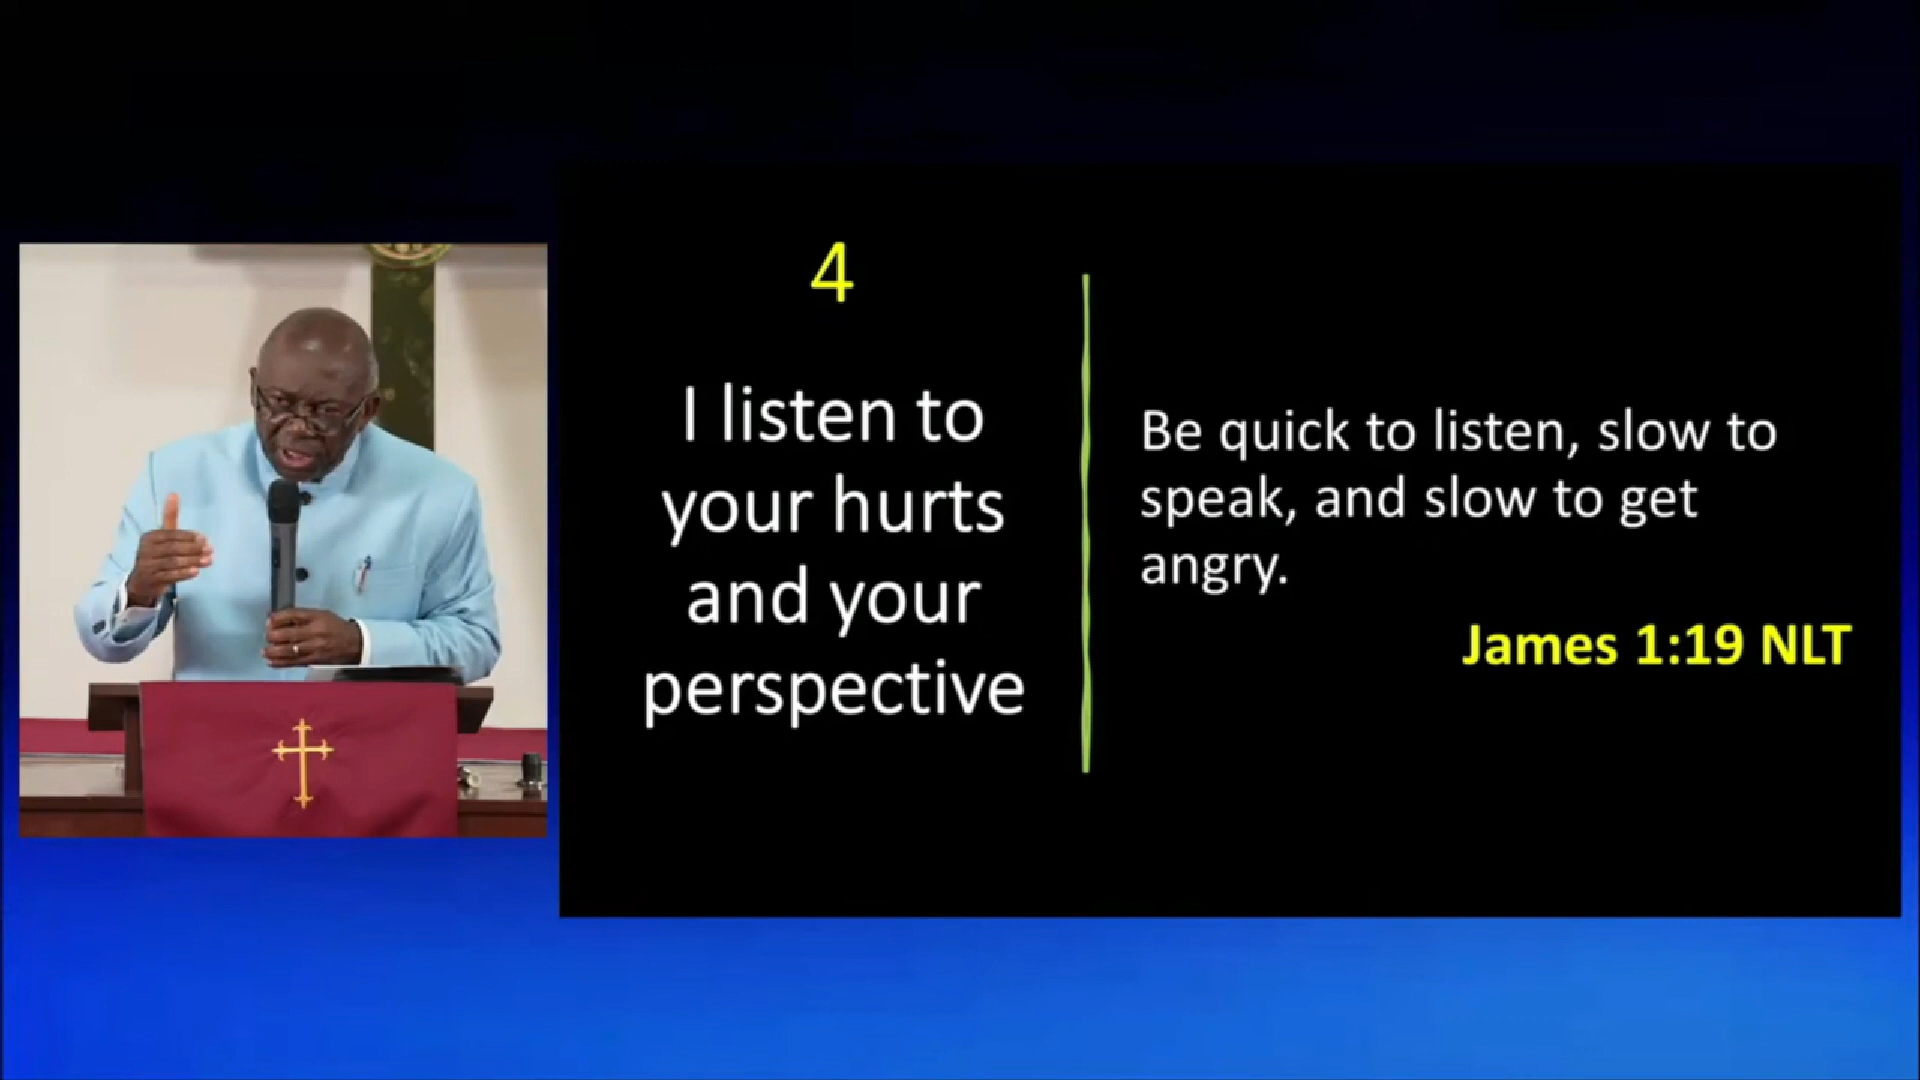 4
I listen to
your hurts
and your
perspective
Be quick to listen, slow to
speak, and slow to get
angry.
James 1:19 NLT